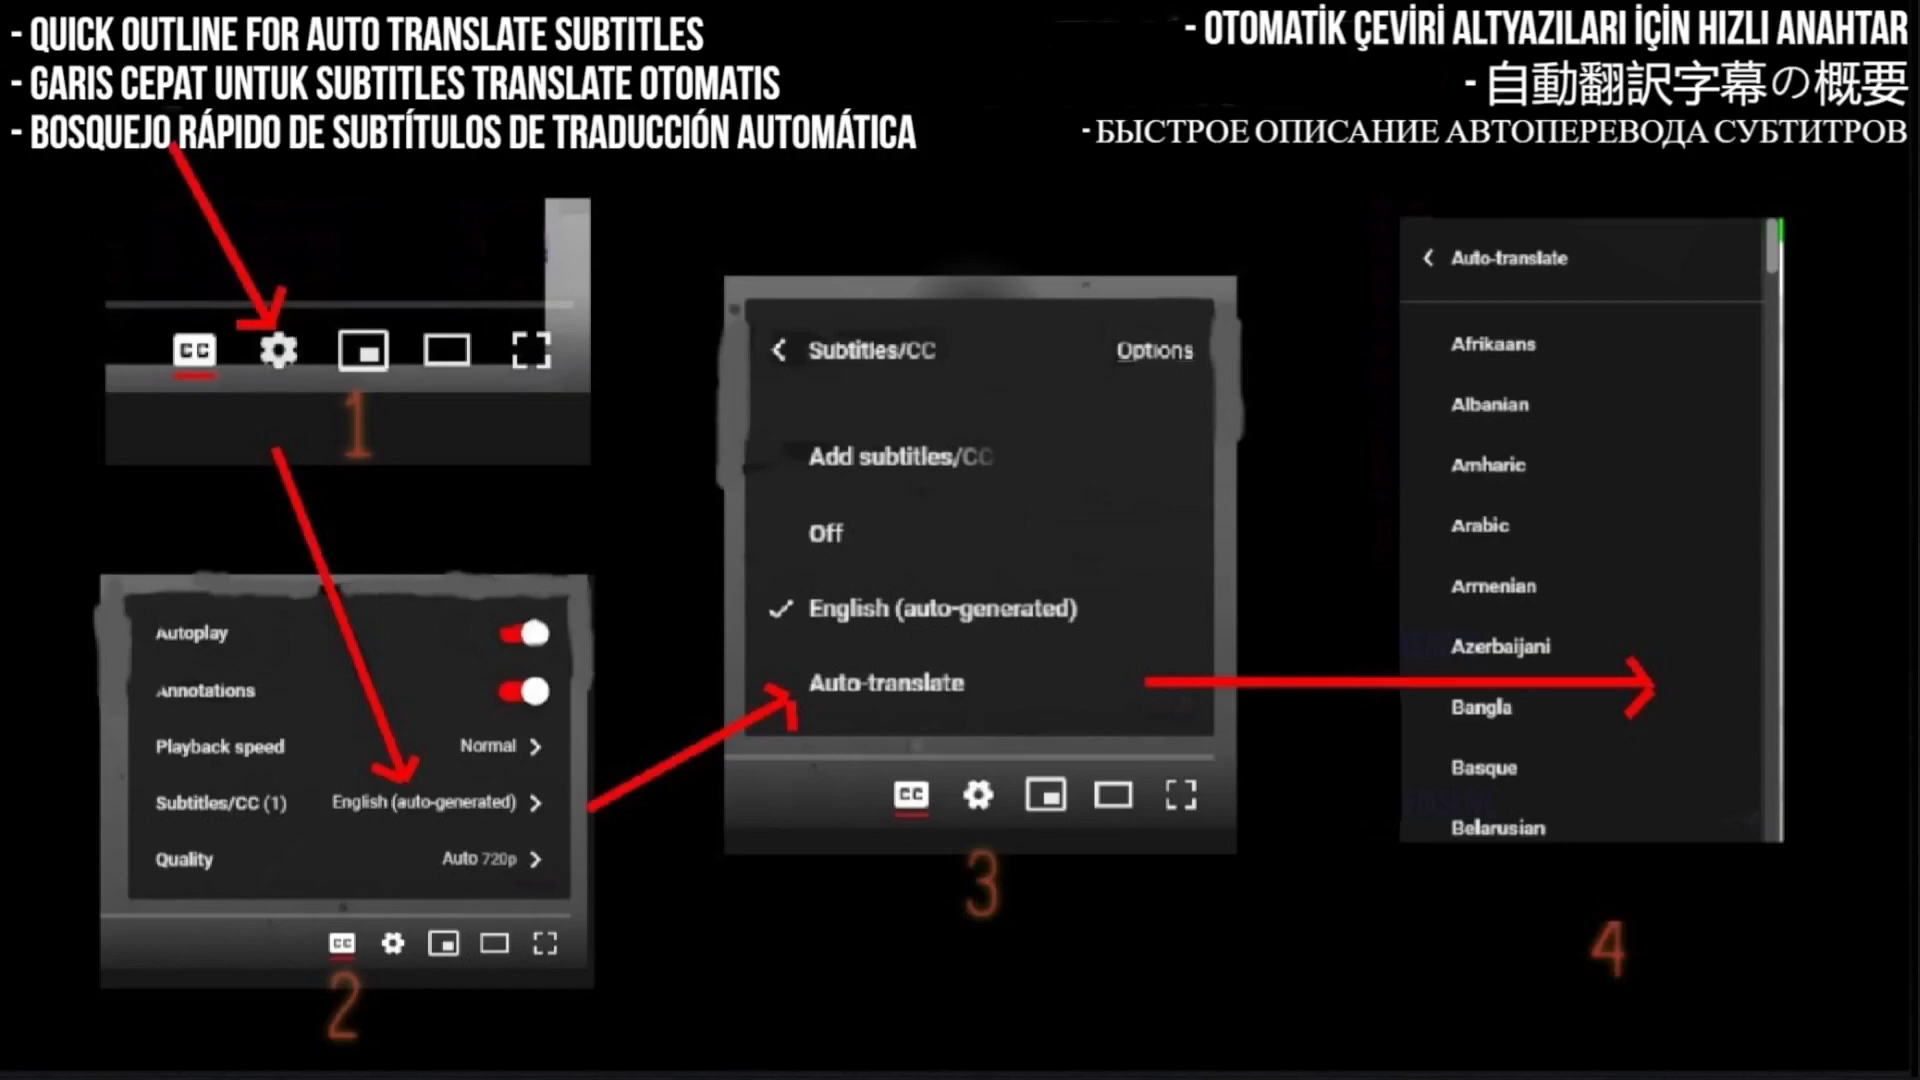 - QUICK OUTLINE FOR AUTO TRANSLATE SUBTITLES
- GARIS CEPAT UNTUK SUBTITLES TRANSLATE OTOMATIS
- BOSQUEJO RÁPIDO DE SUBTÍTULOS DE TRADUCCIÓN AUTOMÁTICA
- OTOMATİK ÇEVİRİ ALTYAZILARI İÇİN HIZLI ANAHTAR
- 自動翻訳字幕の概要
- БЫСТРОЕ ОПИСАНИЕ АВТОПЕРЕВОДА СУБТИТРОВ
CC
1
Autoplay
Annotations
Playback speed Normal
Subtitles/CC (1) English (auto-generated)
Quality Auto 720p
CC
2
Subtitles/CC Options
Add subtitles/CC
Off
English (auto-generated)
Auto-translate
CC
3
Auto-translate
Afrikaans
Albanian
Amharic
Arabic
Armenian
Azerbaijani
Bangla
Basque
Belarusian
4